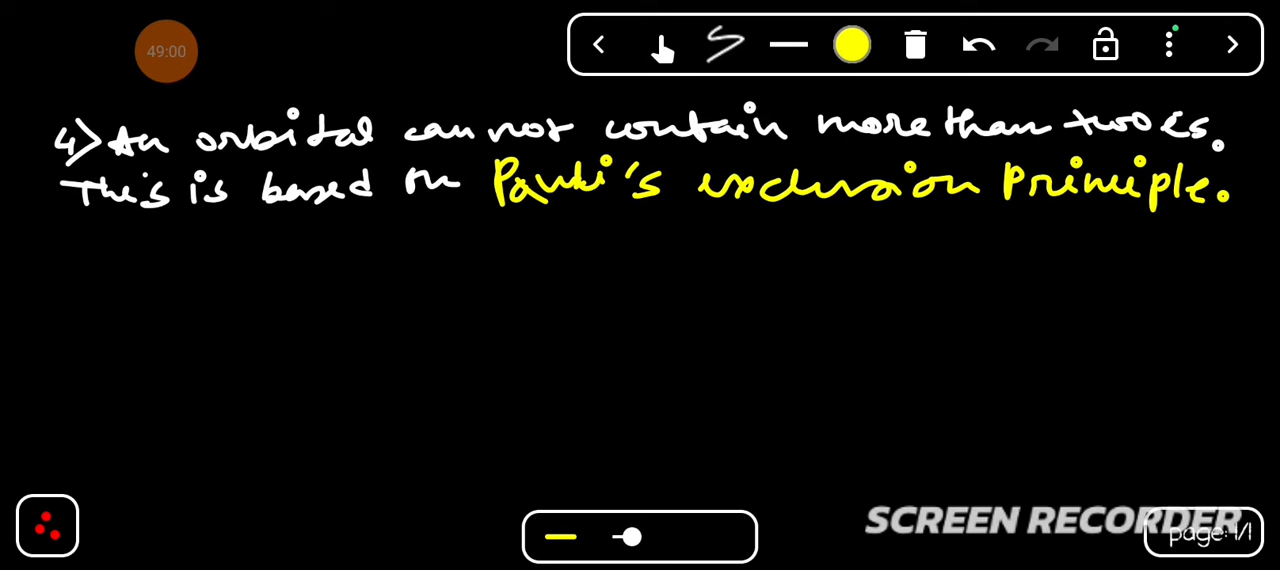 49:00
4) An orbital can not contain more than two es.
This is based on Pauli's exclusion Principle.
SCREEN RECORDER
page:1/1